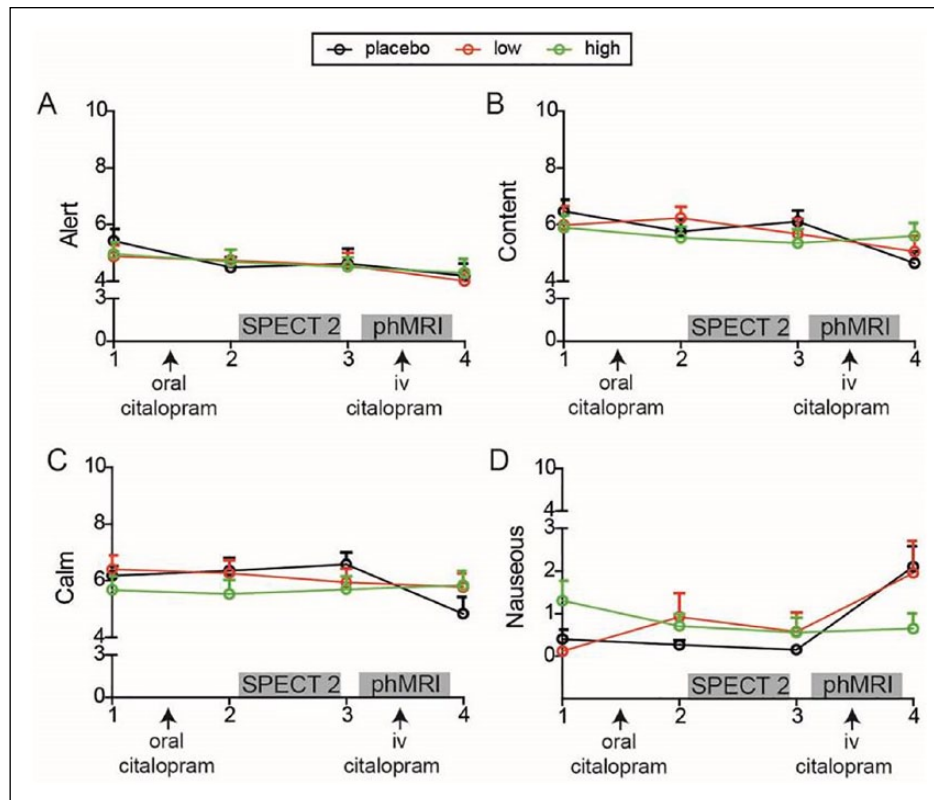 placebo low high
A
10
8
6
4
3
0
Alert
SPECT 2 phMRI
1 2 3 4
oral citalopram
iv citalopram
B
10
8
6
4
3
0
Content
SPECT 2 phMRI
1 2 3 4
oral citalopram
iv citalopram
C
10
8
6
4
3
0
Calm
SPECT 2 phMRI
1 2 3 4
oral citalopram
iv citalopram
D
10
4
3
2
1
0
Nauseous
SPECT 2 phMRI
1 2 3 4
oral citalopram
iv citalopram